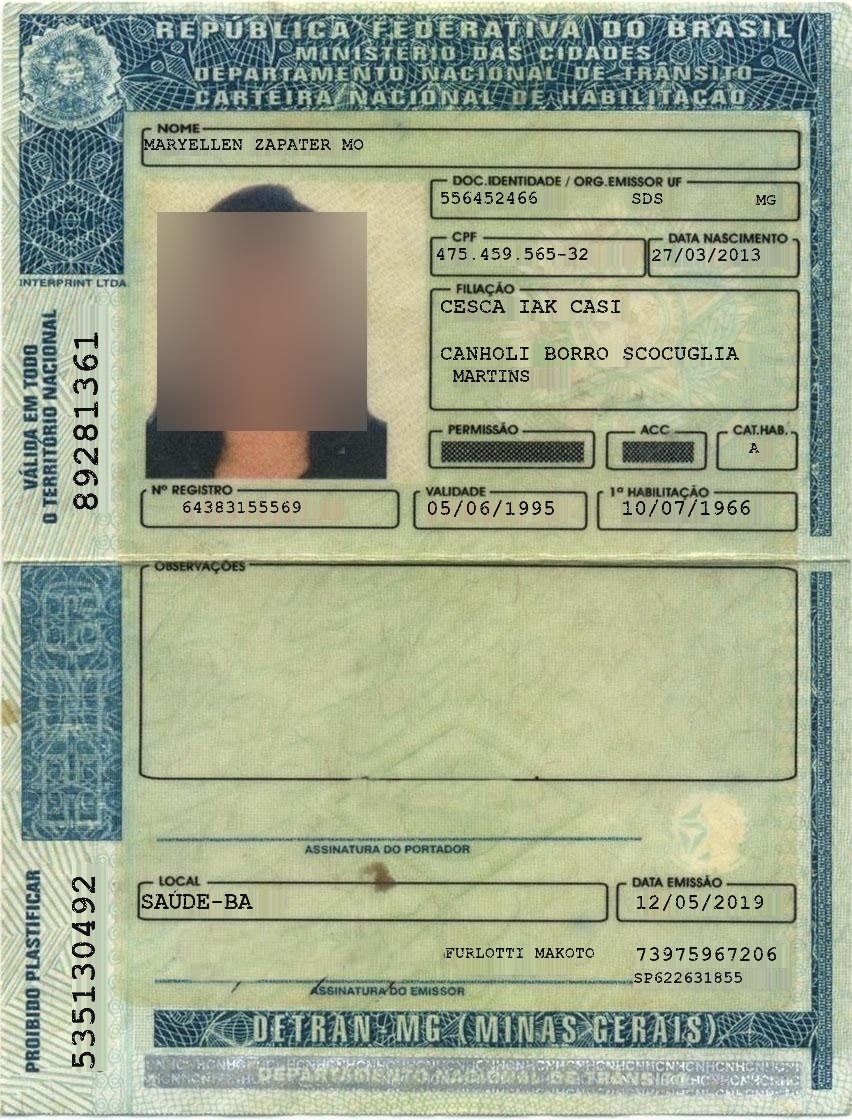 REPÚBLICA FEDERATIVA DO BRASIL
MINISTÉRIO DAS CIDADES
DEPARTAMENTO NACIONAL DE TRÂNSITO
CARTEIRA NACIONAL DE HABILITAÇÃO
NOME
MARYELLEN ZAPATER MO
DOC.IDENTIDADE / ORG.EMISSOR UF
556452466 SDS MG
CPF DATA NASCIMENTO
475.459.565-32 27/03/2013
FILIAÇÃO
CESCA IAK CASI
CANHOLI BORRO SCOCUGLIA
MARTINS
PERMISSÃO ACC CAT.HAB.
A
Nº REGISTRO VALIDADE 1ª HABILITAÇÃO
64383155569 05/06/1995 10/07/1966
INTERPRINT LTDA.
VÁLIDA EM TODO
O TERRITÓRIO NACIONAL
89281361
OBSERVAÇÕES
ASSINATURA DO PORTADOR
LOCAL DATA EMISSÃO
SAÚDE-BA 12/05/2019
FURLOTTI MAKOTO 73975967206
SP622631855
ASSINATURA DO EMISSOR
PROIBIDO PLASTIFICAR
535130492
DETRAN-MG (MINAS GERAIS)
DEPARTAMENTO NACIONAL DE TRÂNSITO